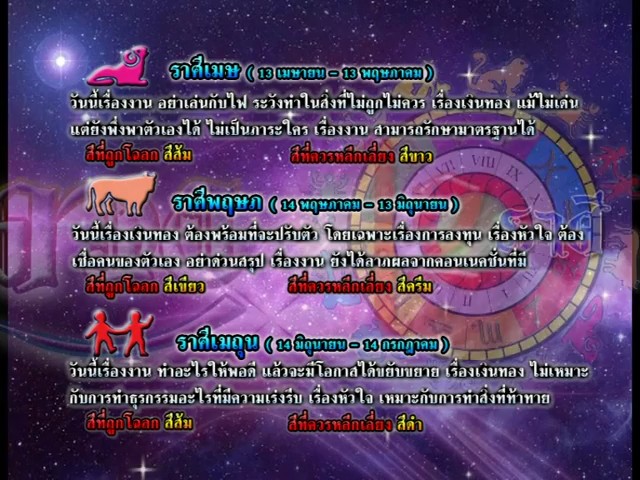 ราศีเมษ ( 13 เมษายน - 13 พฤษภาคม )
วันนี้เรื่องงาน อย่าเล่นกับไฟ ระวังทำในสิ่งที่ไม่ถูกไม่ควร เรื่องเงินทอง แม้ไม่เด่น
แต่ยังพึ่งพาตัวเองได้ ไม่เป็นภาระใคร เรื่องงาน สามารถรักษามาตรฐานได้
สีที่ถูกโฉลก สีส้ม สีที่ควรหลีกเลี่ยง สีขาว
ราศีพฤษภ ( 14 พฤษภาคม - 13 มิถุนายน )
วันนี้เรื่องเงินทอง ต้องพร้อมที่จะปรับตัว โดยเฉพาะเรื่องการลงทุน เรื่องหัวใจ ต้อง
เชื่อคนของตัวเอง อย่าด่วนสรุป เรื่องงาน ยังได้ลาภผลจากคอนเนคชั่นที่มี
สีที่ถูกโฉลก สีเขียว สีที่ควรหลีกเลี่ยง สีครีม
ราศีเมถุน ( 14 มิถุนายน - 14 กรกฎาคม )
วันนี้เรื่องงาน ทำอะไรให้พอดี แล้วจะมีโอกาสได้ขยับขยาย เรื่องเงินทอง ไม่เหมาะ
กับการทำธุรกรรมอะไรที่มีความเร่งรีบ เรื่องหัวใจ เหมาะกับการทำสิ่งที่ท้าทาย
สีที่ถูกโฉลก สีส้ม สีที่ควรหลีกเลี่ยง สีดำ